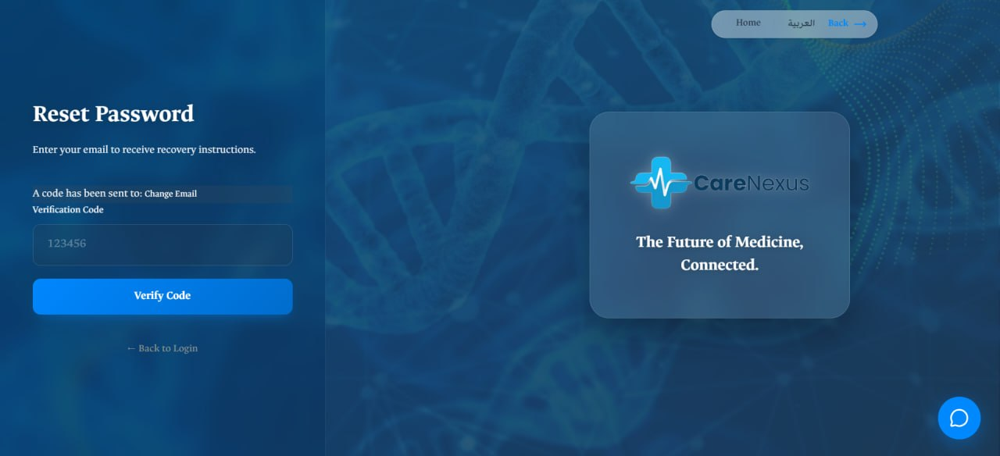 Home العربية Back →
Reset Password
Enter your email to receive recovery instructions.
A code has been sent to: Change Email
Verification Code
123456
Verify Code
← Back to Login
CareNexus
The Future of Medicine,
Connected.